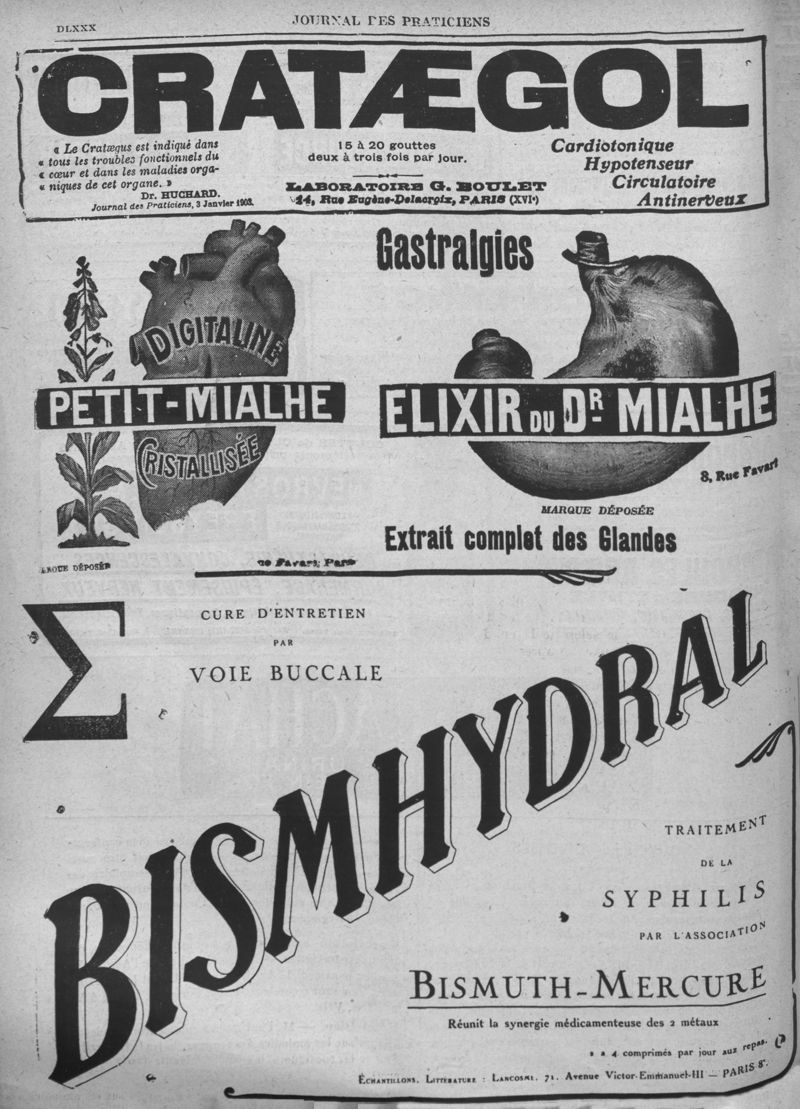 DLXXX
JOURNAL DES PRATICIENS
CRATÆGOL
« Le Cratægus est indiqué dans
« tous les troubles fonctionnels du
« cœur et dans les maladies orga-
« niques de cet organe. »
Dr. HUCHARD.
Journal des Praticiens, 3 Janvier 1903.
15 à 20 gouttes
deux à trois fois par jour.
LABORATOIRE G. BOULET
14, Rue Eugène-Delacroix, PARIS (XVIe)
Cardiotonique
Hypotenseur
Circulatoire
Antinerveux
DIGITALINE
PETIT-MIALHE
CRISTALLISÉE
MARQUE DÉPOSÉE
Rue Favart, Paris
Gastralgies
ELIXIR DU DR MIALHE
8, Rue Favart
MARQUE DÉPOSÉE
Extrait complet des Glandes
Σ
CURE D'ENTRETIEN
PAR
VOIE BUCCALE
BISMHYDRAL
TRAITEMENT
DE LA
SYPHILIS
PAR L'ASSOCIATION
BISMUTH-MERCURE
Réunit la synergie médicamenteuse des 2 métaux
à 4 comprimés par jour aux repas.
ÉCHANTILLONS, LITTÉRATURE : LANCOSME, 71, Avenue Victor-Emmanuel-III — PARIS 8e.